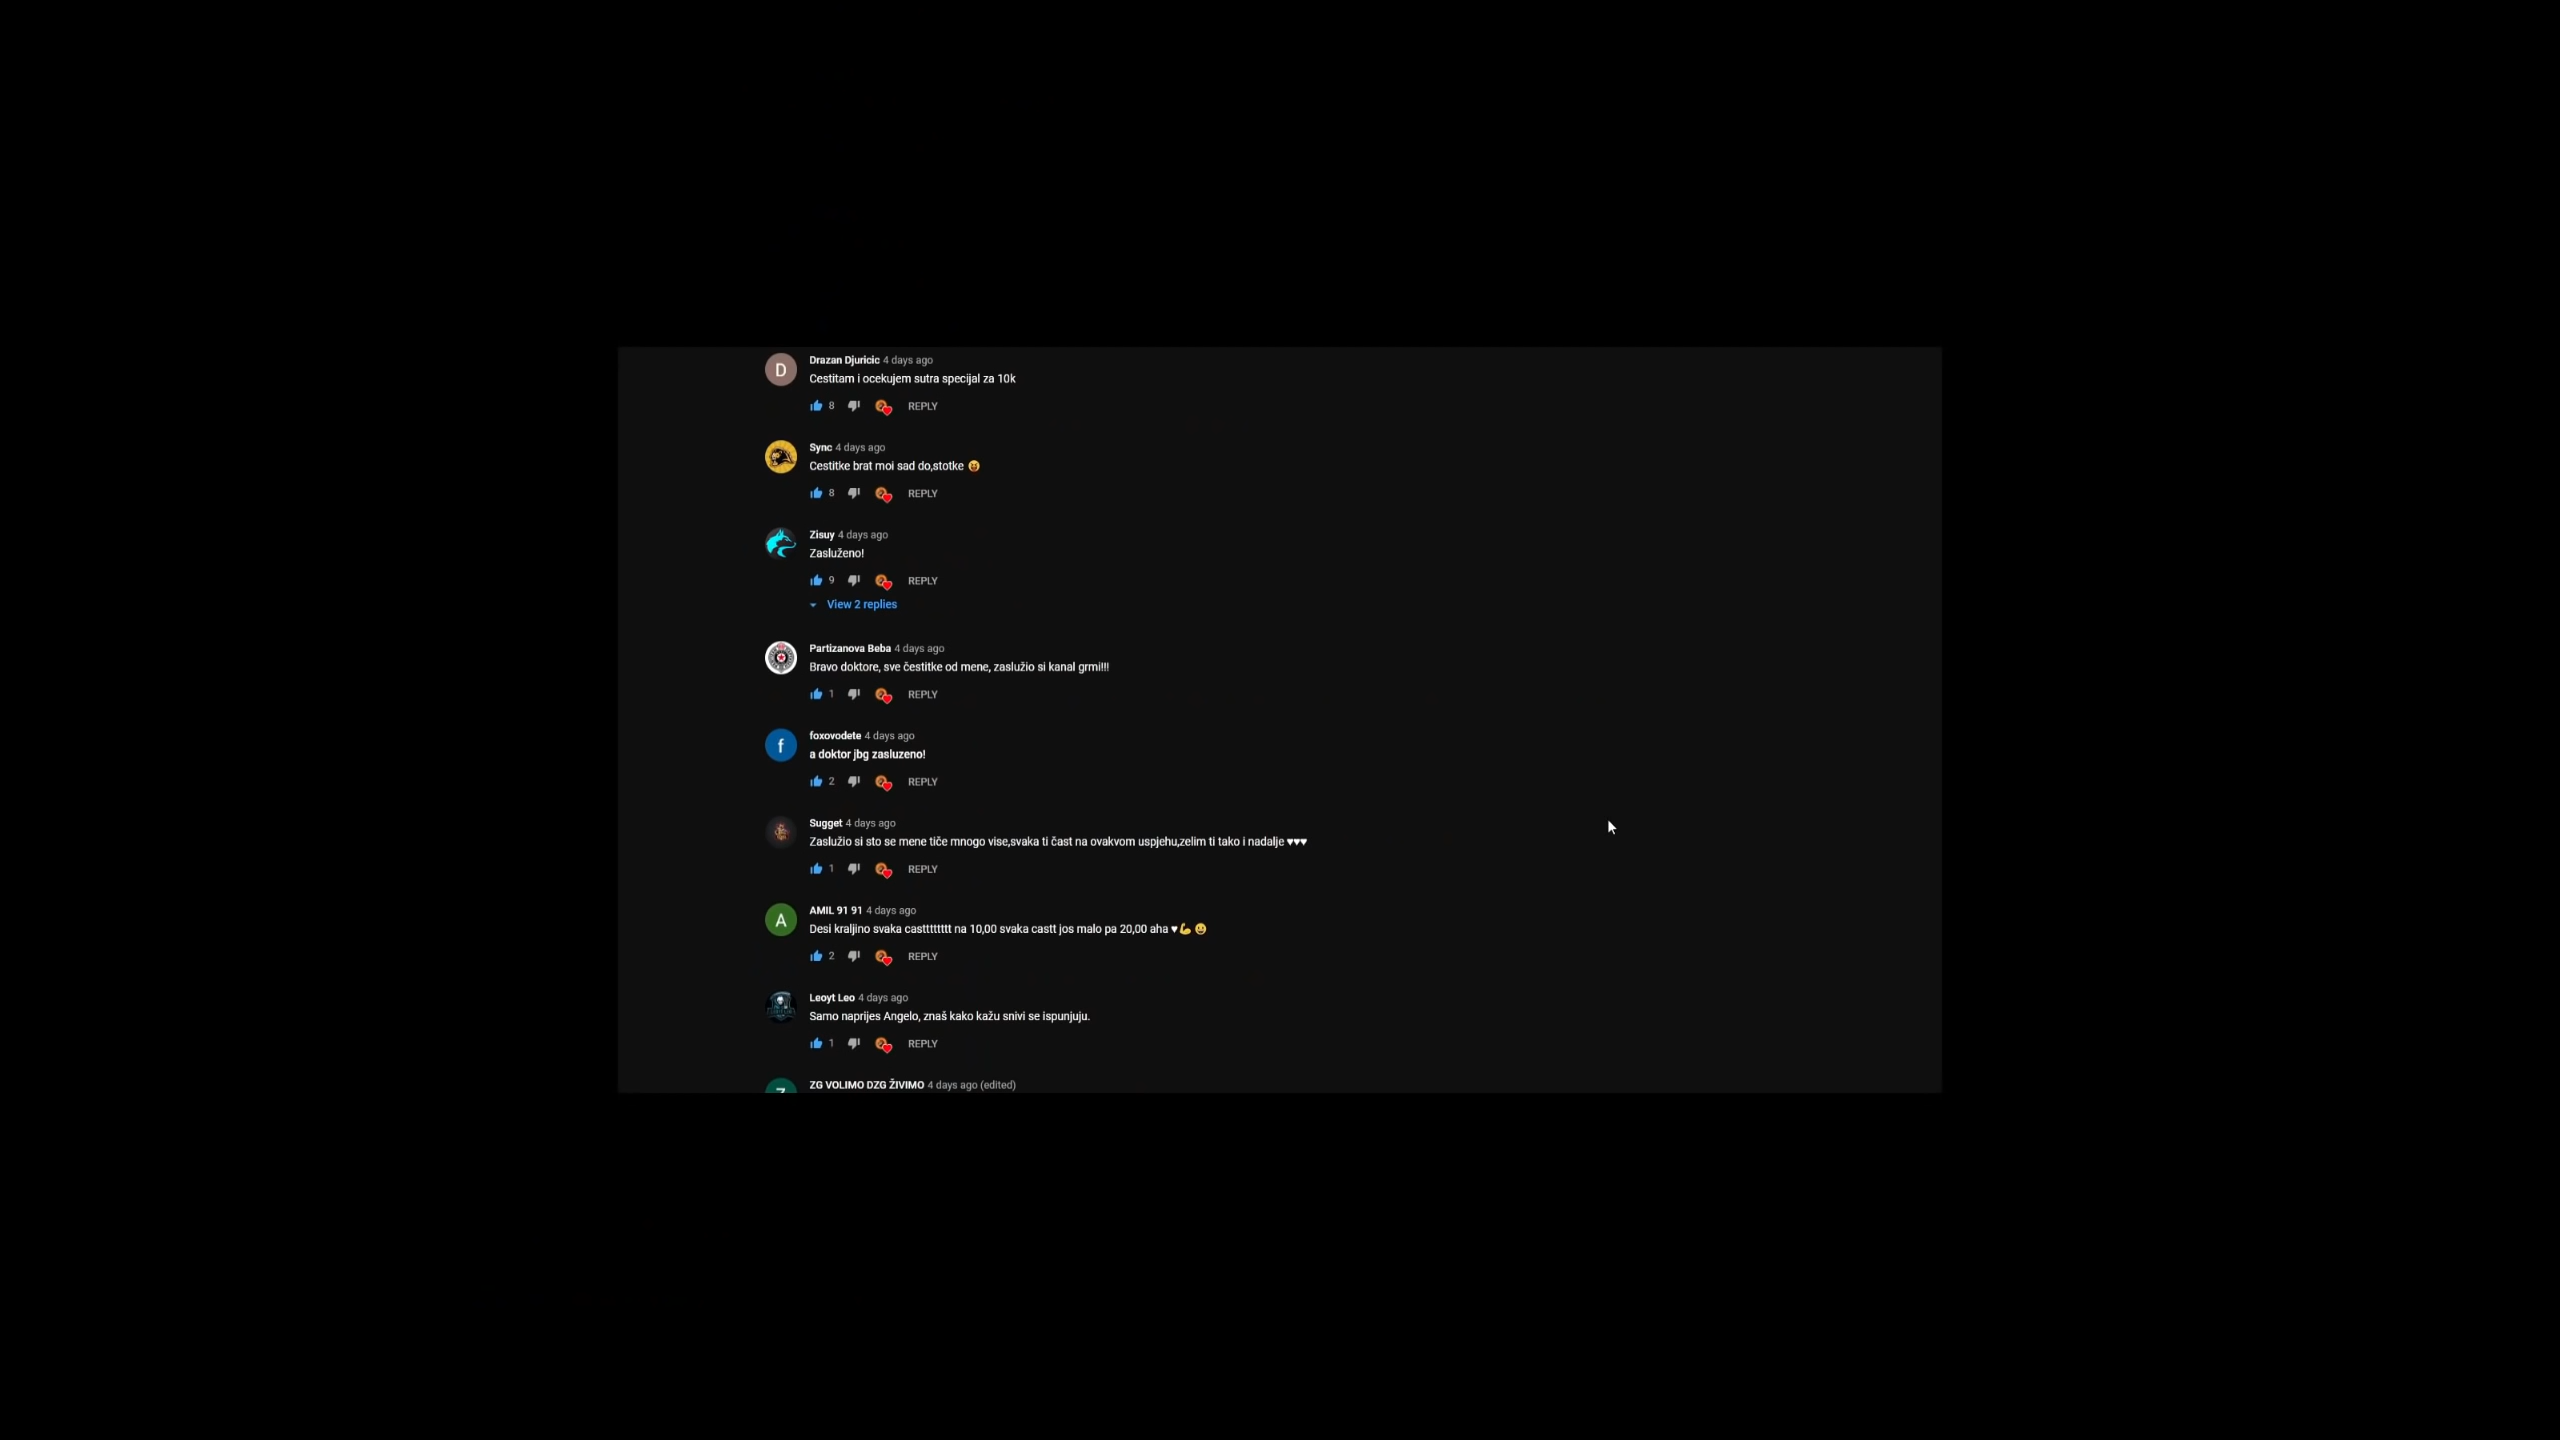 D
Drazan Djuricic 4 days ago
Cestitam i ocekujem sutra specijal za 10k
8 REPLY
Sync 4 days ago
Cestitke brat moi sad do,stotke
8 REPLY
Zisuy 4 days ago
Zasluženo!
9 REPLY
View 2 replies
Partizanova Beba 4 days ago
Bravo doktore, sve čestitke od mene, zaslužio si kanal grmi!!!
1 REPLY
f
foxovodete 4 days ago
a doktor jbg zasluzeno!
2 REPLY
Sugget 4 days ago
Zaslužio si sto se mene tiče mnogo vise,svaka ti čast na ovakvom uspjehu,zelim ti tako i nadalje ♥♥♥
1 REPLY
A
AMIL 91 91 4 days ago
Desi kraljino svaka casttttttt na 10,00 svaka castt jos malo pa 20,00 aha ♥💪😀
2 REPLY
Leoyt Leo 4 days ago
Samo naprijes Angelo, znaš kako kažu snivi se ispunjuju.
1 REPLY
ZG VOLIMO DZG ŽIVIMO 4 days ago (edited)